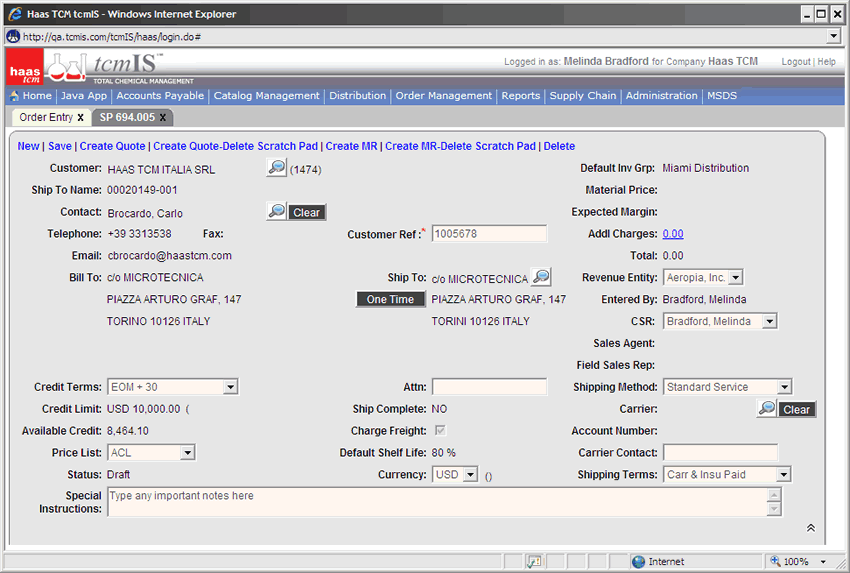 Haas TCM tcmIS - Windows Internet Explorer
http://qa.tcmis.com/tcmIS/haas/login.do#
haas tcm tcmIS™ TOTAL CHEMICAL MANAGEMENT Logged in as: Melinda Bradford for Company Haas TCM Logout | Help
Home | Java App | Accounts Payable | Catalog Management | Distribution | Order Management | Reports | Supply Chain | Administration | MSDS
Order Entry x SP 694.005 x
New | Save | Create Quote | Create Quote-Delete Scratch Pad | Create MR | Create MR-Delete Scratch Pad | Delete
Customer: HAAS TCM ITALIA SRL (1474) Default Inv Grp: Miami Distribution
Ship To Name: 00020149-001 Material Price:
Contact: Brocardo, Carlo Clear Expected Margin:
Telephone: +39 3313538 Fax: Customer Ref :* 1005678 Addl Charges: 0.00
Email: cbrocardo@haastcm.com Total: 0.00
Bill To: c/o MICROTECNICA Ship To: c/o MICROTECNICA Revenue Entity: Aeropia, Inc.
PIAZZA ARTURO GRAF, 147 One Time PIAZZA ARTURO GRAF, 147 Entered By: Bradford, Melinda
TORINO 10126 ITALY TORINI 10126 ITALY CSR: Bradford, Melinda
Sales Agent:
Field Sales Rep:
Credit Terms: EOM + 30 Attn: Shipping Method: Standard Service
Credit Limit: USD 10,000.00 ( Ship Complete: NO Carrier: Clear
Available Credit: 8,464.10 Charge Freight: Account Number:
Price List: ACL Default Shelf Life: 80 % Carrier Contact:
Status: Draft Currency: USD () Shipping Terms: Carr & Insu Paid
Special Instructions: Type any important notes here
Internet 100%